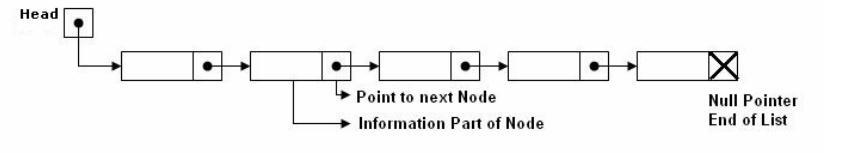 Head
Point to next Node
Information Part of Node
Null Pointer
End of List